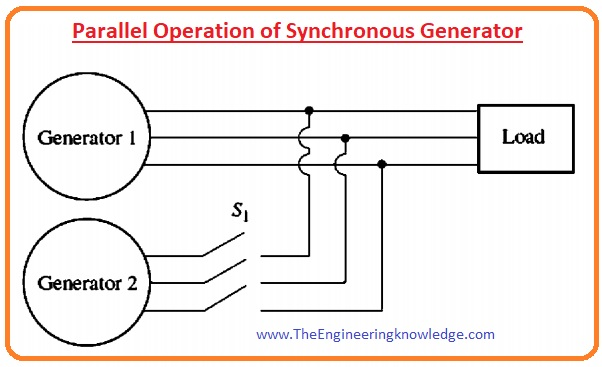 Parallel Operation of Synchronous Generator
Generator 1
Load
S1
Generator 2
www.TheEngineeringknowledge.com